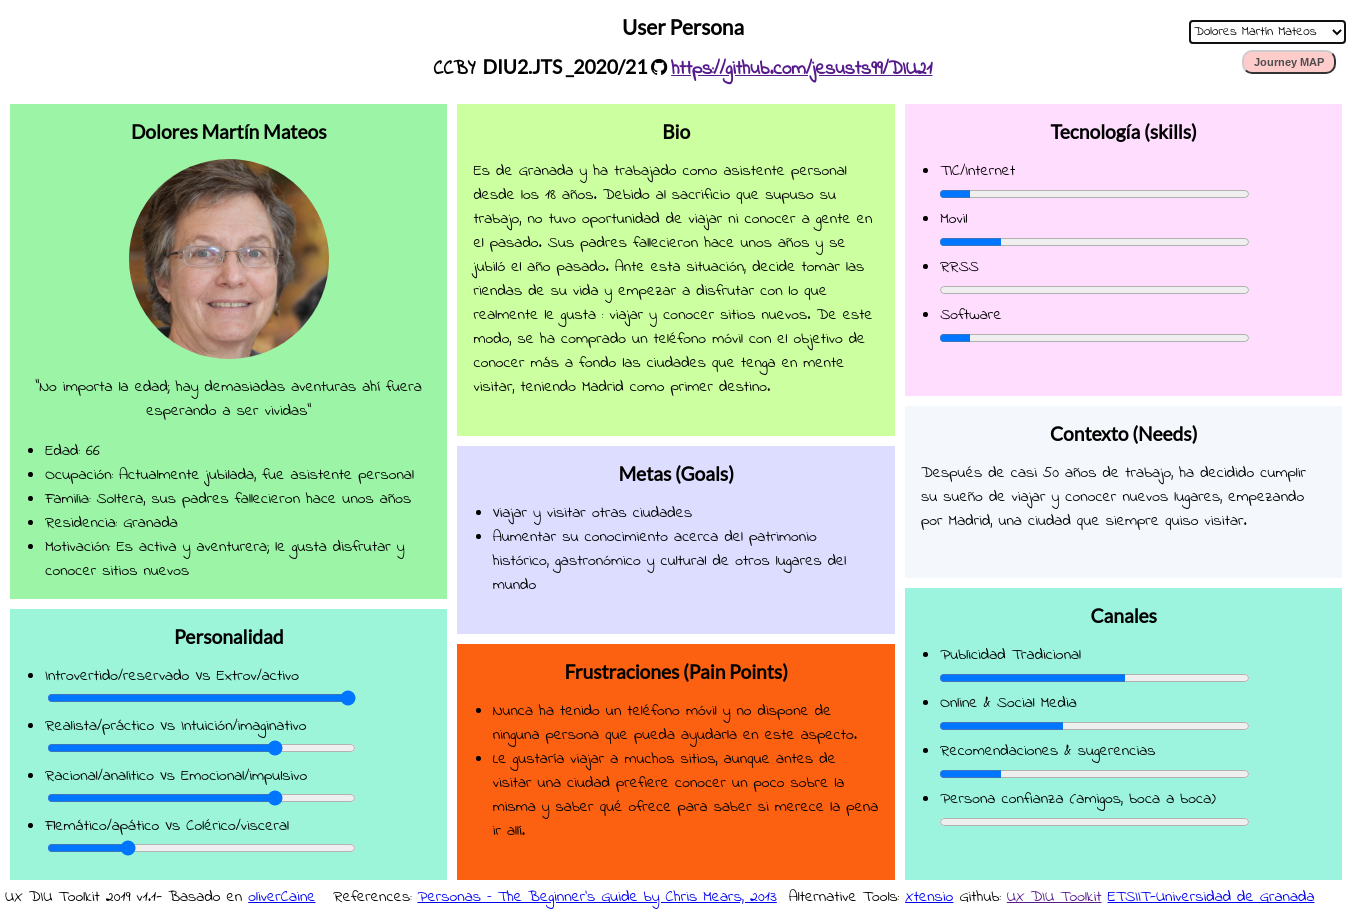 User Persona
CCBY DIU2.JTS_2020/21 https://github.com/jesusts99/DIU21
Dolores Martín Mateos
Journey MAP
Dolores Martín Mateos
"No importa la edad; hay demasiadas aventuras ahí fuera
esperando a ser vividas"
Edad: 66
Ocupación: Actualmente jubilada, fue asistente personal
Familia: Soltera, sus padres fallecieron hace unos años
Residencia: Granada
Motivación: Es activa y aventurera; le gusta disfrutar y
conocer sitios nuevos
Personalidad
Introvertido/reservado Vs Extrov/activo
Realista/práctico Vs Intuición/imaginativo
Racional/analítico Vs Emocional/impulsivo
Flemático/apático Vs Colérico/visceral
Bio
Es de Granada y ha trabajado como asistente personal
desde los 18 años. Debido al sacrificio que supuso su
trabajo, no tuvo oportunidad de viajar ni conocer a gente en
el pasado. Sus padres fallecieron hace unos años y se
jubiló el año pasado. Ante esta situación, decide tomar las
riendas de su vida y empezar a disfrutar con lo que
realmente le gusta : viajar y conocer sitios nuevos. De este
modo, se ha comprado un teléfono móvil con el objetivo de
conocer más a fondo las ciudades que tenga en mente
visitar, teniendo Madrid como primer destino.
Metas (Goals)
Viajar y visitar otras ciudades
Aumentar su conocimiento acerca del patrimonio
histórico, gastronómico y cultural de otros lugares del
mundo
Frustraciones (Pain Points)
Nunca ha tenido un teléfono móvil y no dispone de
ninguna persona que pueda ayudarla en este aspecto.
Le gustaría viajar a muchos sitios, aunque antes de
visitar una ciudad prefiere conocer un poco sobre la
misma y saber qué ofrece para saber si merece la pena
ir allí.
Tecnología (skills)
TIC/Internet
Movil
RRSS
Software
Contexto (Needs)
Después de casi 50 años de trabajo, ha decidido cumplir
su sueño de viajar y conocer nuevos lugares, empezando
por Madrid, una ciudad que siempre quiso visitar.
Canales
Publicidad Tradicional
Online & Social Media
Recomendaciones & sugerencias
Persona confianza (amigos, boca a boca)
UX DIU Toolkit 2019 v1.1- Basado en oliverCaine References: Personas - The Beginner's Guide by Chris Mears, 2013 Alternative Tools: Xtensio Github: UX DIU Toolkit ETSIIT-Universidad de Granada